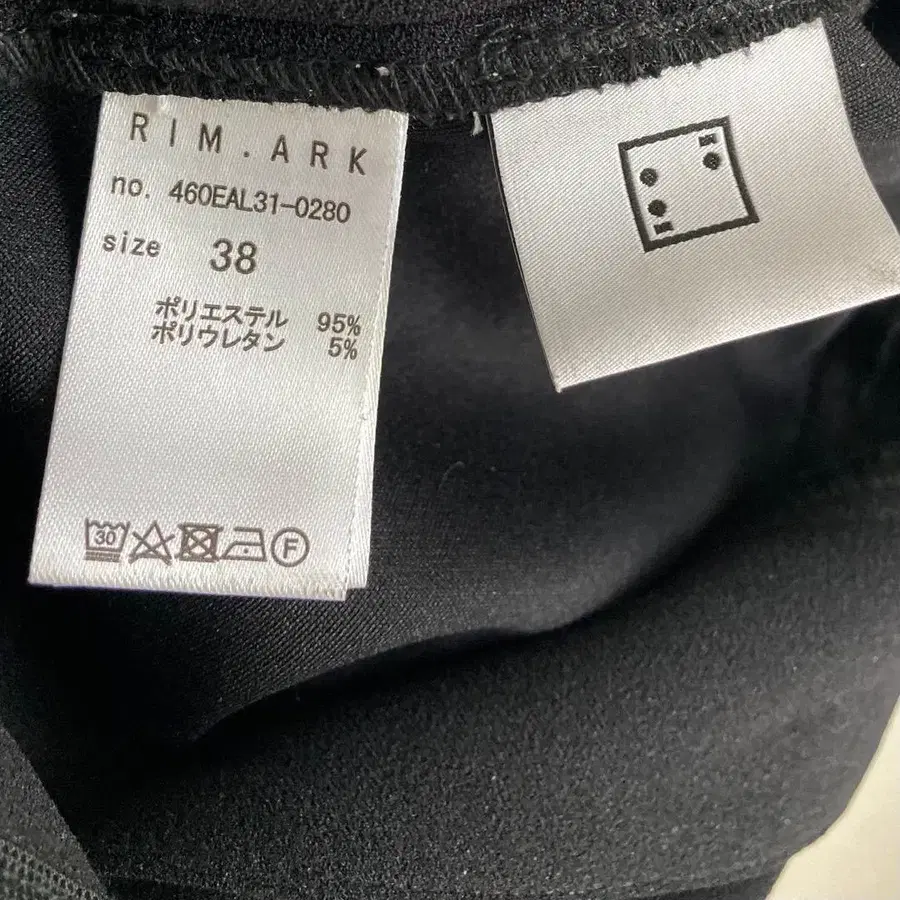 RIM.ARK
no. 460EAL31-0280
size 38
ポリエステル 95%
ポリウレタン 5%
30 F